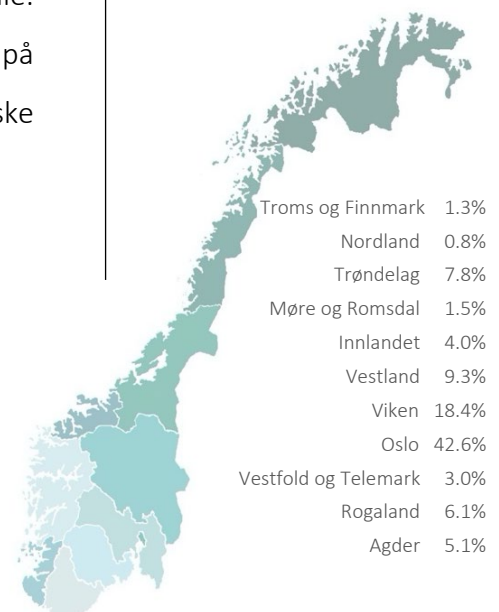 på
ske
Troms og Finnmark 1.3%
Nordland 0.8%
Trøndelag 7.8%
Møre og Romsdal 1.5%
Innlandet 4.0%
Vestland 9.3%
Viken 18.4%
Oslo 42.6%
Vestfold og Telemark 3.0%
Rogaland 6.1%
Agder 5.1%